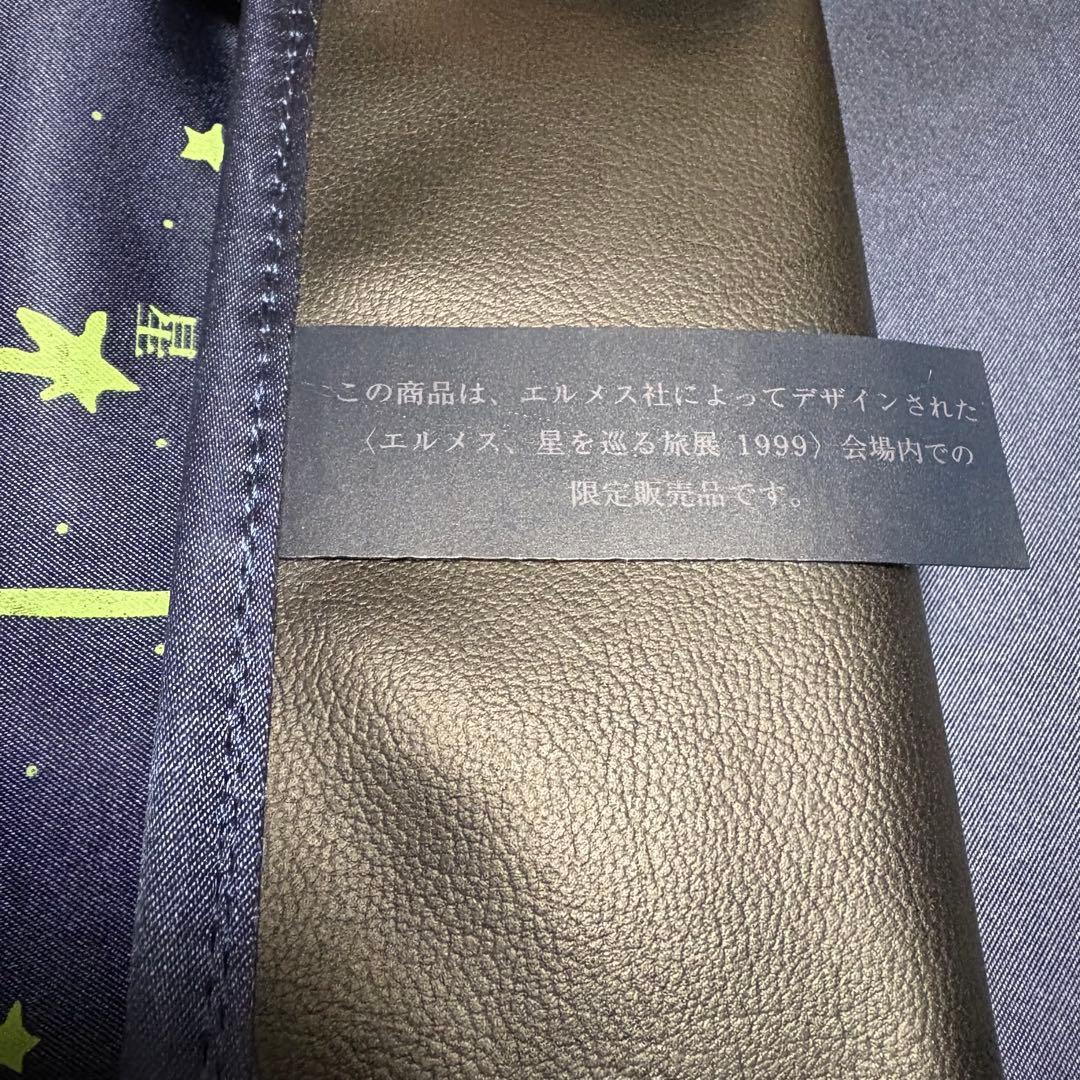 この商品は、エルメス社によってデザインされた
〈エルメス、星を巡る旅展 1999〉会場内での
限定販売品です。